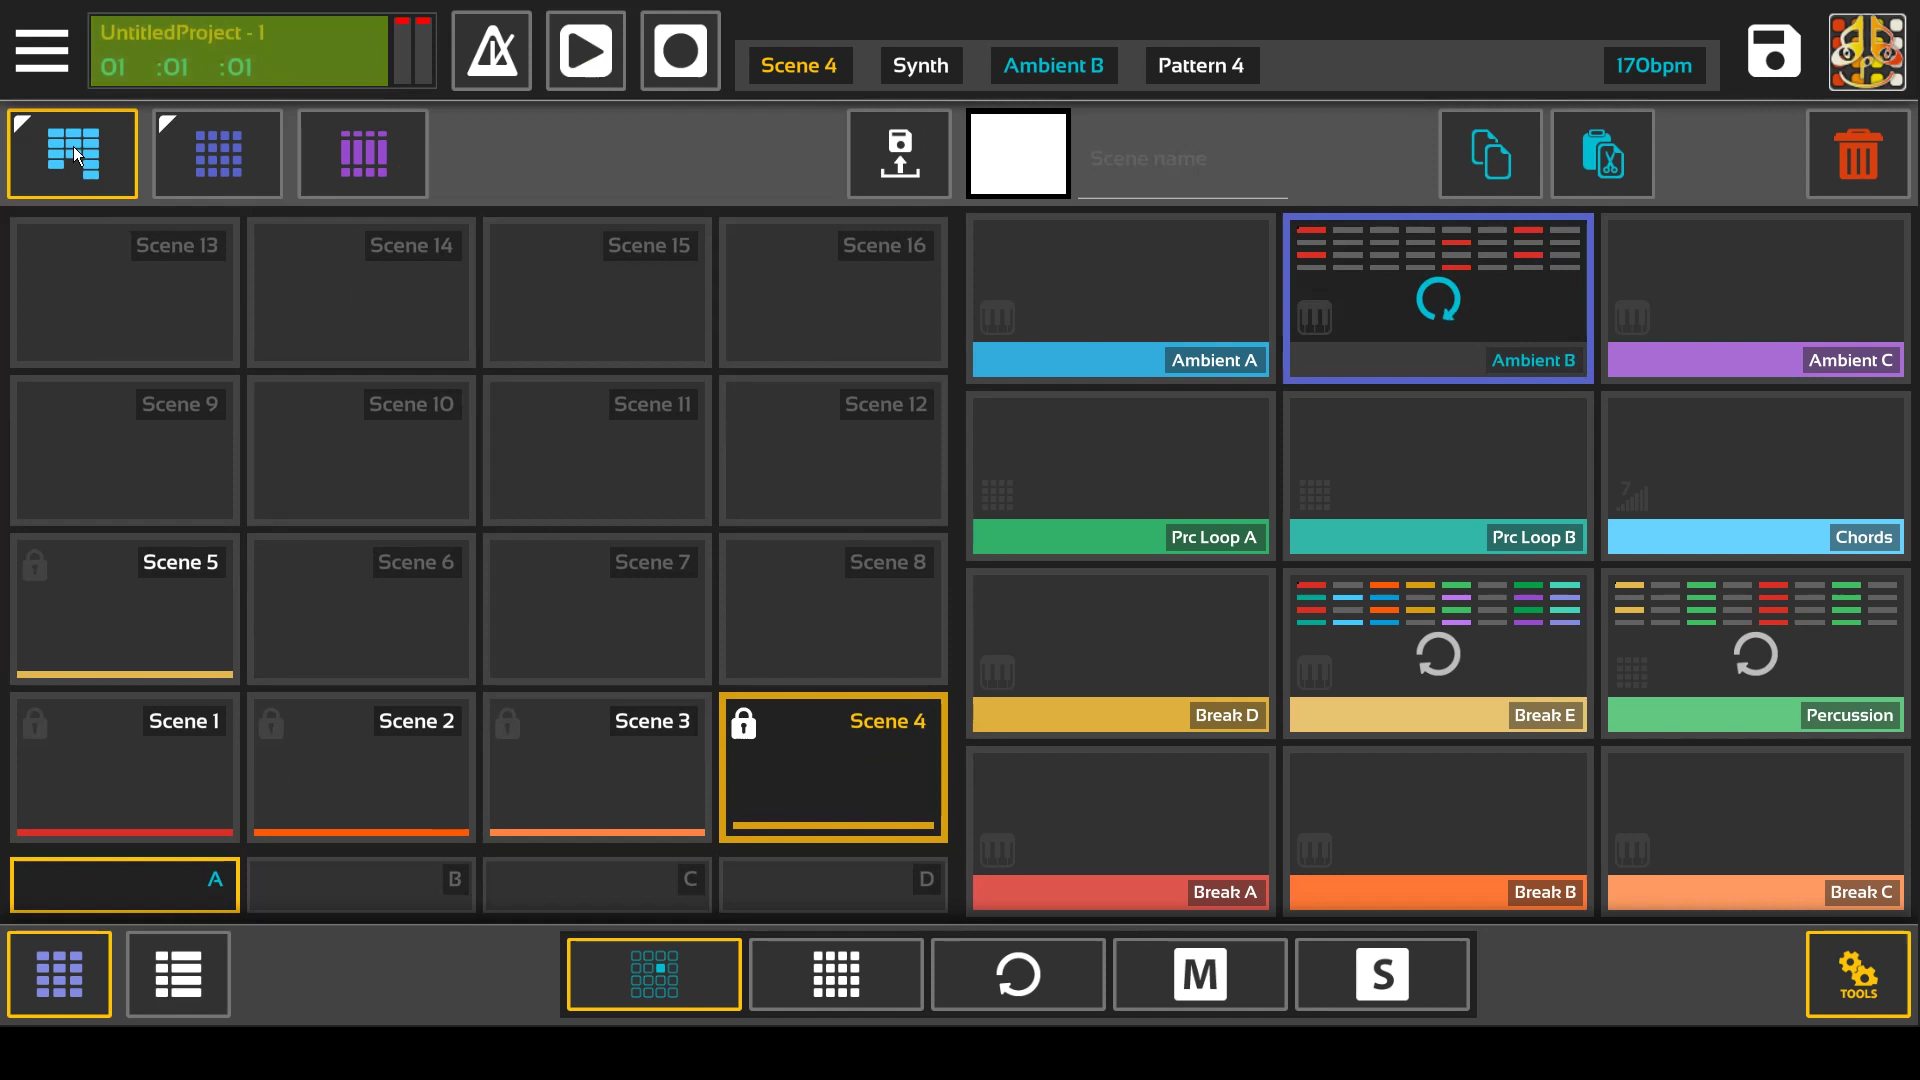 UntitledProject - 1
01 :01 :01
Scene 4
Synth
Ambient B
Pattern 4
170bpm
Scene name
Scene 13
Scene 14
Scene 15
Scene 16
Scene 9
Scene 10
Scene 11
Scene 12
Scene 5
Scene 6
Scene 7
Scene 8
Scene 1
Scene 2
Scene 3
Scene 4
A
B
C
D
Ambient A
Ambient B
Ambient C
Prc Loop A
Prc Loop B
7
Chords
Break D
Break E
Percussion
Break A
Break B
Break C
M
S
TOOLS